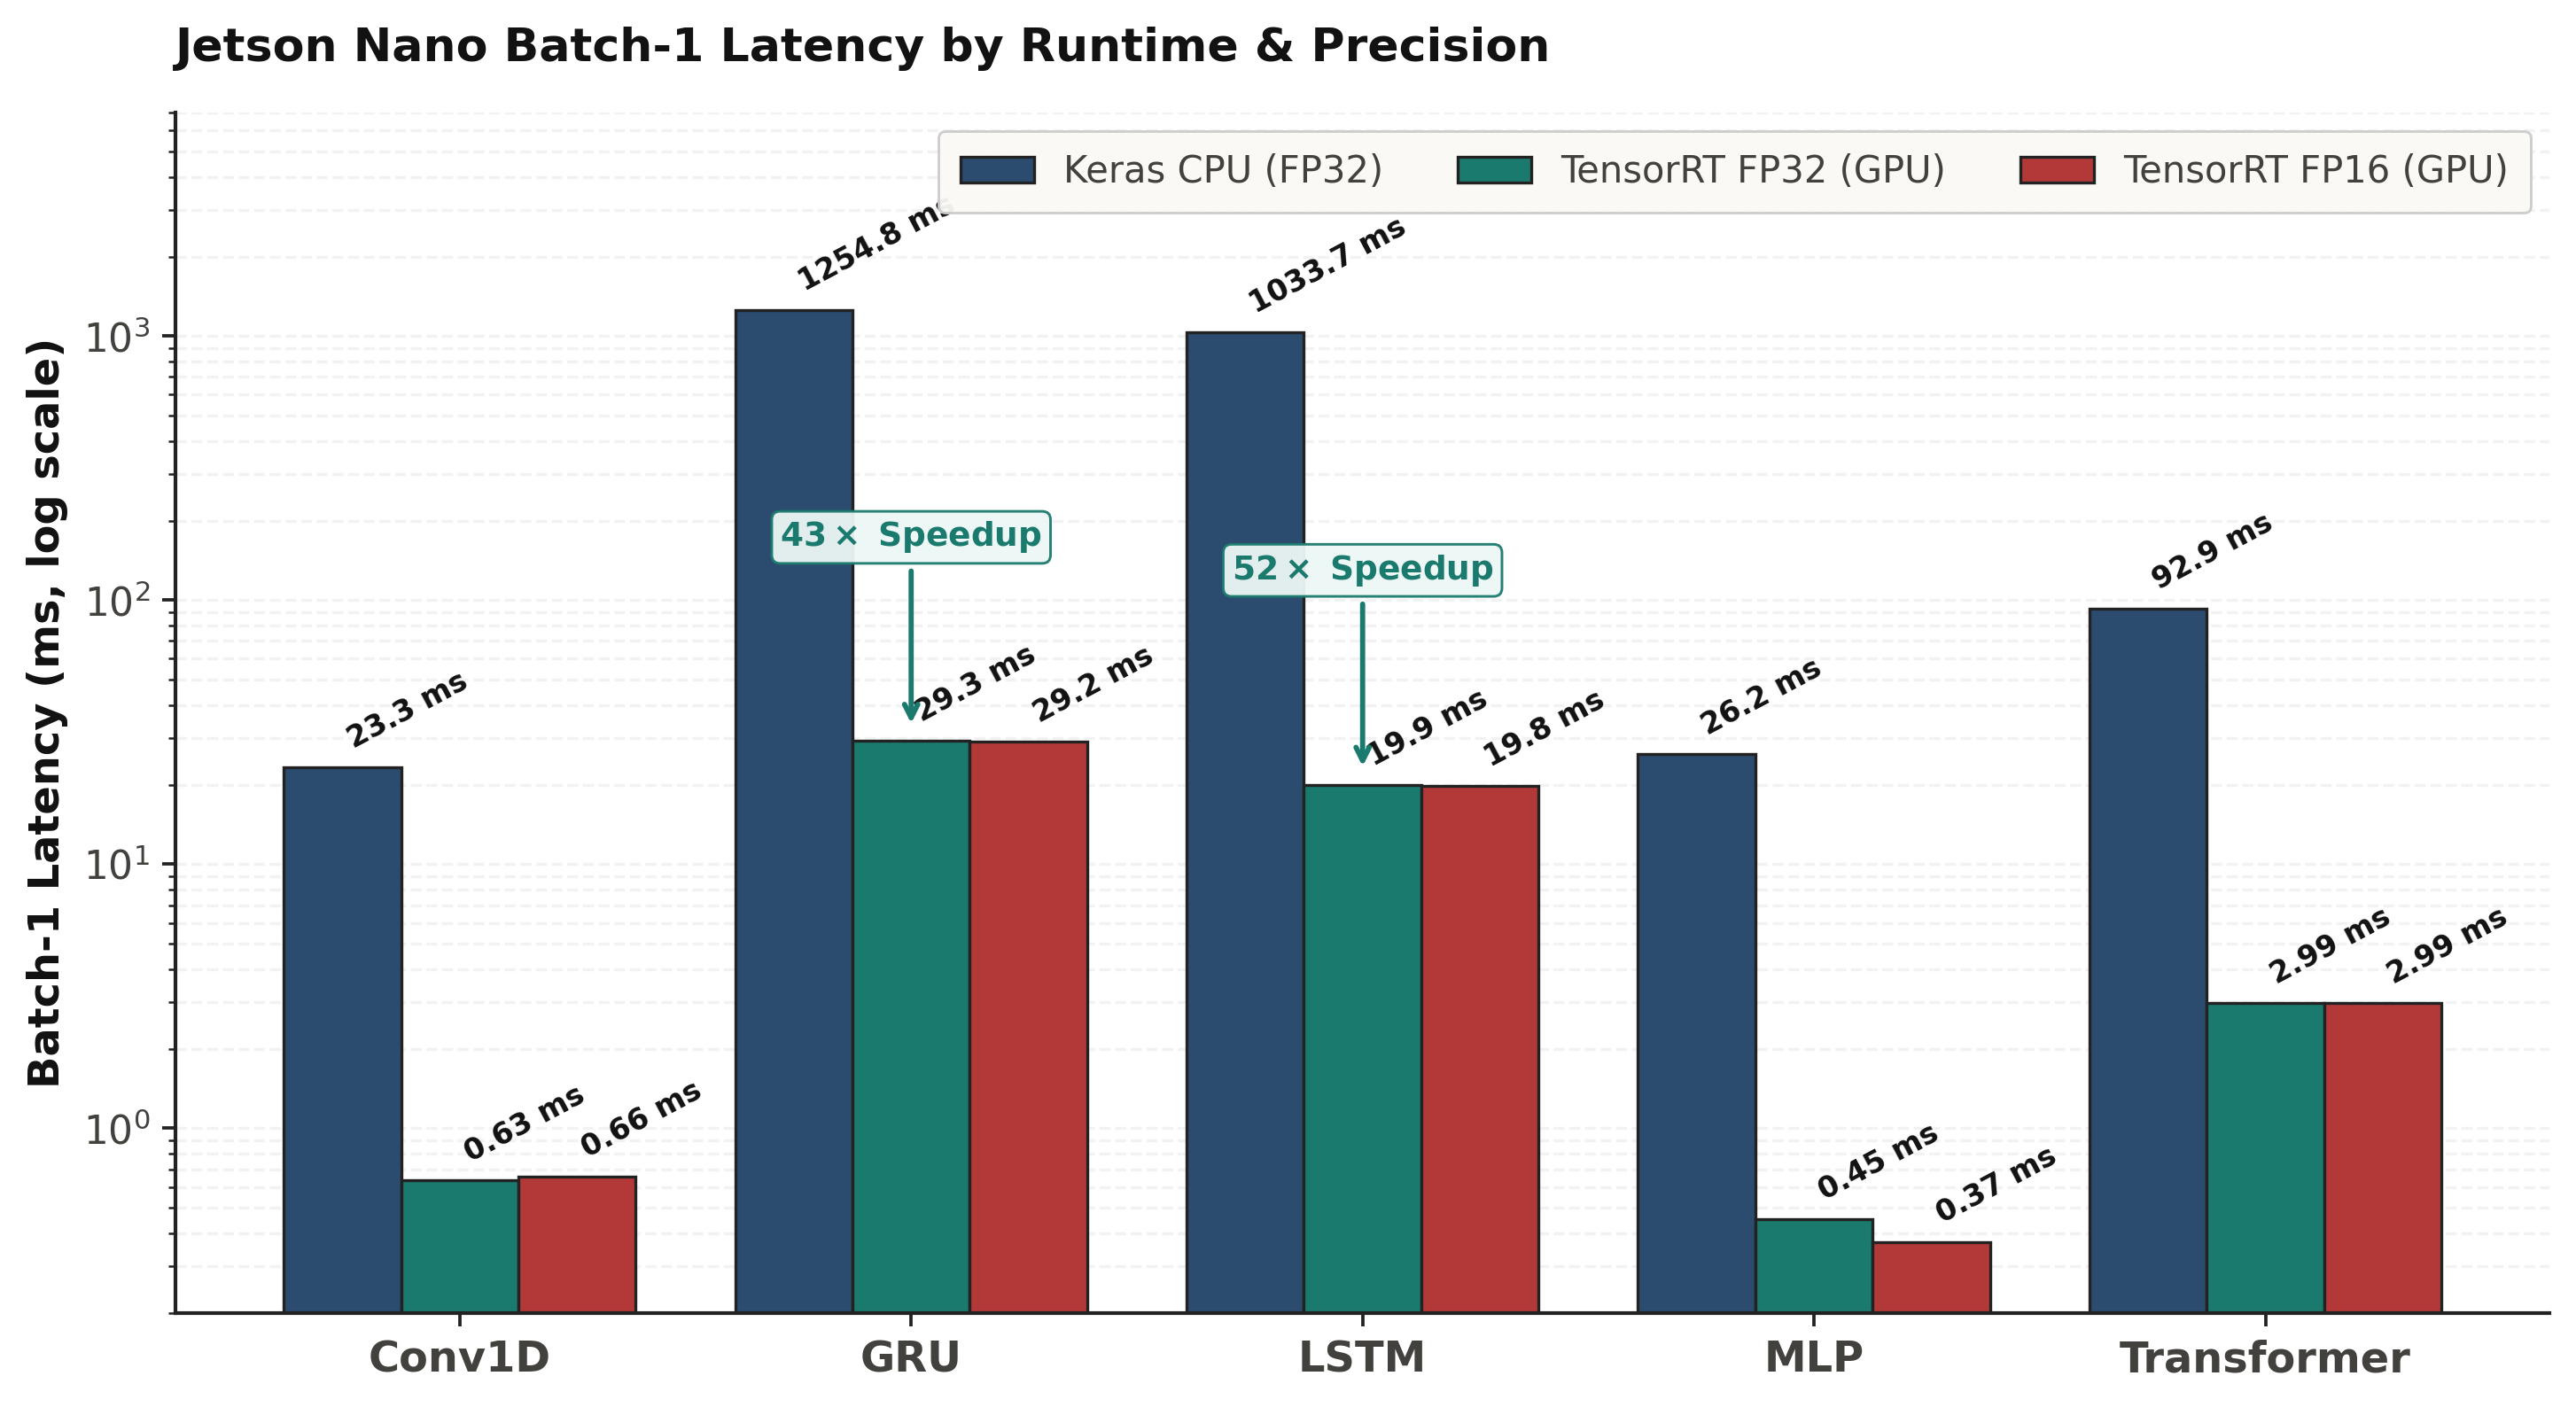 Jetson Nano Batch-1 Latency by Runtime & Precision
Keras CPU (FP32)
TensorRT FP32 (GPU)
TensorRT FP16 (GPU)
Batch-1 Latency (ms, log scale)
10³
10²
10¹
10⁰
23.3 ms
0.63 ms
0.66 ms
1254.8 ms
43× Speedup
29.3 ms
29.2 ms
1033.7 ms
52× Speedup
19.9 ms
19.8 ms
26.2 ms
0.45 ms
0.37 ms
92.9 ms
2.99 ms
2.99 ms
Conv1D
GRU
LSTM
MLP
Transformer